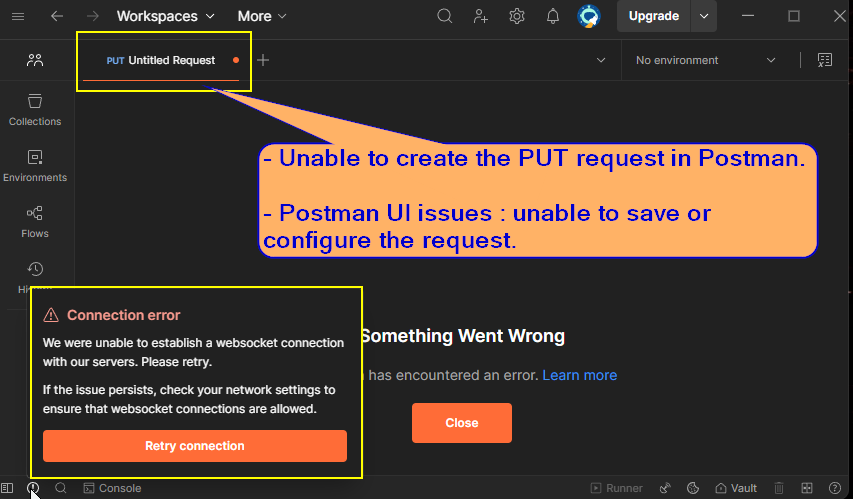 Workspaces
More
Upgrade
PUT Untitled Request
No environment
Collections
Environments
Flows
- Unable to create the PUT request in Postman.
- Postman UI issues : unable to save or
configure the request.
Connection error
We were unable to establish a websocket connection
with our servers. Please retry.
If the issue persists, check your network settings to
ensure that websocket connections are allowed.
Retry connection
Something Went Wrong
has encountered an error. Learn more
Close
Console
Runner
Vault